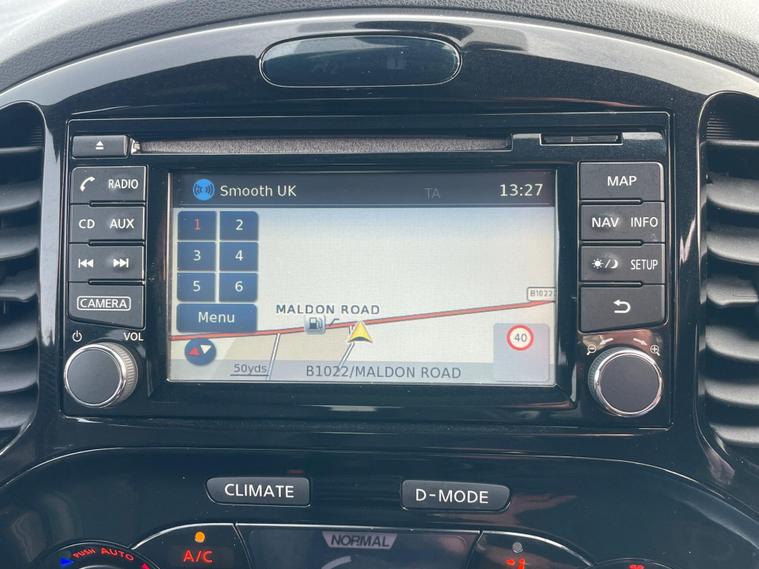 RADIO
Smooth UK
TA
13:27
MAP
CD
AUX
1
2
NAV
INFO
3
4
SETUP
5
6
CAMERA
Menu
MALDON ROAD
B1022
VOL
40
50yds
B1022/MALDON ROAD
CLIMATE
D-MODE
PUSH AUTO
A/C
NORMAL